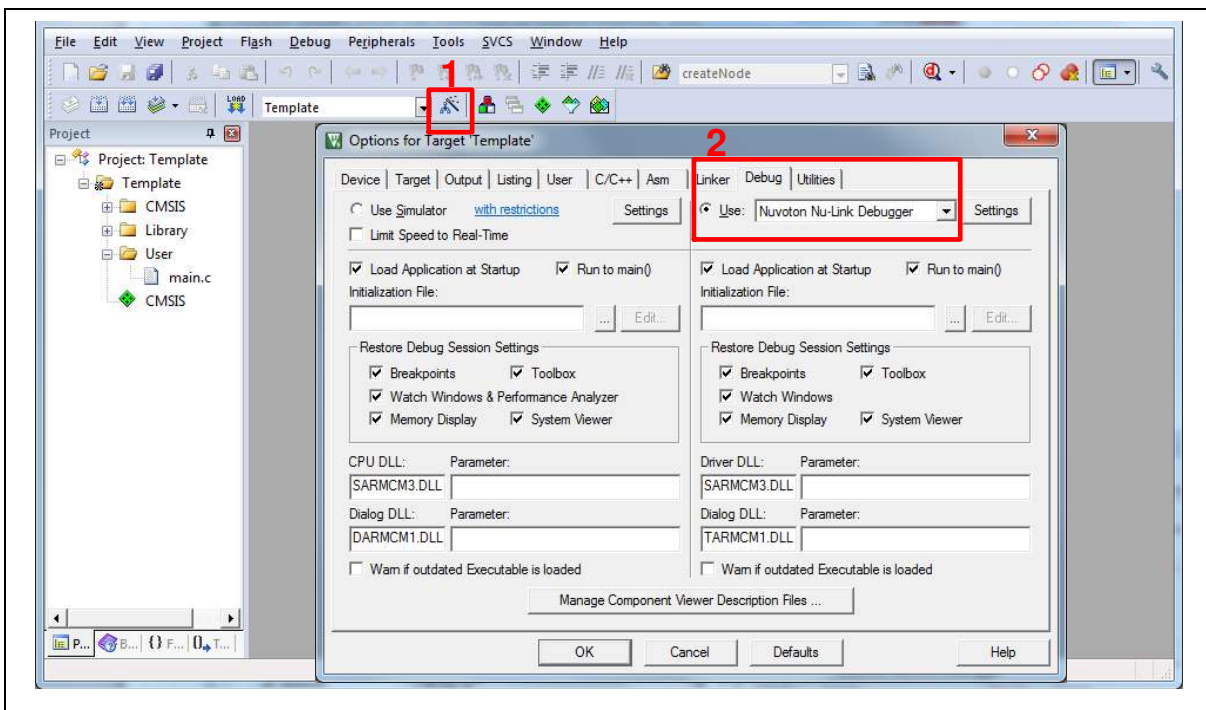 File Edit View Project Flash Debug Peripherals Tools SVCS Window Help
1
createNode
LOAD
Template
Project
Project: Template
Template
CMSIS
Library
User
main.c
CMSIS
P... B... {} F... 0 T...
Options for Target 'Template'
2
Device Target Output Listing User C/C++ Asm Linker Debug Utilities
Use Simulator with restrictions Settings Use: Nuvoton Nu-Link Debugger Settings
Limit Speed to Real-Time
Load Application at Startup Run to main() Load Application at Startup Run to main()
Initialization File: Initialization File:
... Edit... ... Edit...
Restore Debug Session Settings Restore Debug Session Settings
Breakpoints Toolbox Breakpoints Toolbox
Watch Windows & Performance Analyzer Watch Windows
Memory Display System Viewer Memory Display System Viewer
CPU DLL: Parameter: Driver DLL: Parameter:
SARMCM3.DLL SARMCM3.DLL
Dialog DLL: Parameter: Dialog DLL: Parameter:
DARMCM1.DLL TARMCM1.DLL
Warn if outdated Executable is loaded Warn if outdated Executable is loaded
Manage Component Viewer Description Files ...
OK Cancel Defaults Help